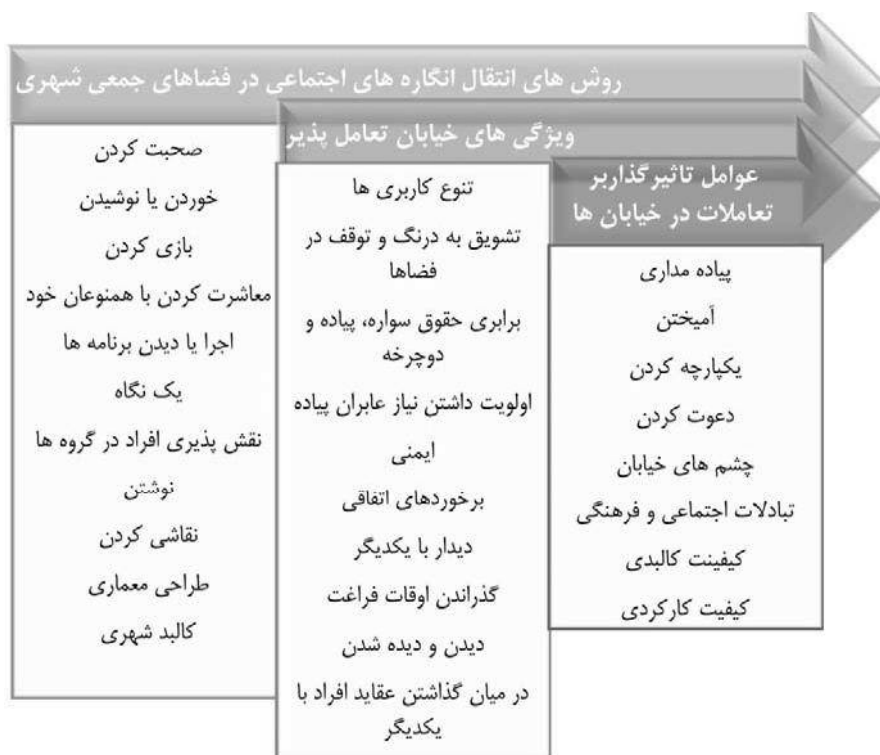 روش های انتقال انگاره های اجتماعی در فضاهای جمعی شهری
صحبت کردن
خوردن یا نوشیدن
بازی کردن
معاشرت کردن با همنوعان خود
اجرا یا دیدن برنامه ها
یک نگاه
نقش پذیری افراد در گروه ها
نوشتن
نقاشی کردن
طراحی معماری
کالبد شهری
ویژگی های خیابان تعامل پذیر
تنوع کاربری ها
تشویق به درنگ و توقف در
فضاها
برابری حقوق سواره، پیاده و
دوچرخه
اولویت داشتن نیاز عابران پیاده
ایمنی
برخوردهای اتفاقی
دیدار با یکدیگر
گذراندن اوقات فراغت
دیدن و دیده شدن
در میان گذاشتن عقاید افراد با
یکدیگر
عوامل تاثیرگذاربر
تعاملات در خیابان ها
پیاده مداری
آمیختن
یکپارچه کردن
دعوت کردن
چشم های خیابان
تبادلات اجتماعی و فرهنگی
کیفینت کالبدی
کیفیت کارکردی